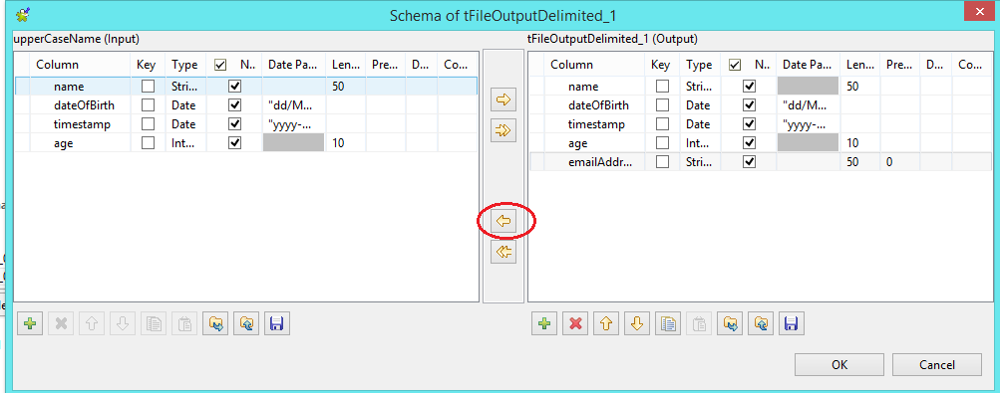 Schema of tFileOutputDelimited_1
upperCaseName (Input)
Column Key Type N.. Date Pa... Len... Pre... D... Co...
name Stri... 50
dateOfBirth Date "dd/M...
timestamp Date "yyyy-...
age Int... 10
tFileOutputDelimited_1 (Output)
Column Key Type N.. Date Pa... Len... Pre... D... Co...
name Stri... 50
dateOfBirth Date "dd/M...
timestamp Date "yyyy-...
age Int... 10
emailAddr... Stri... 50 0
OK Cancel